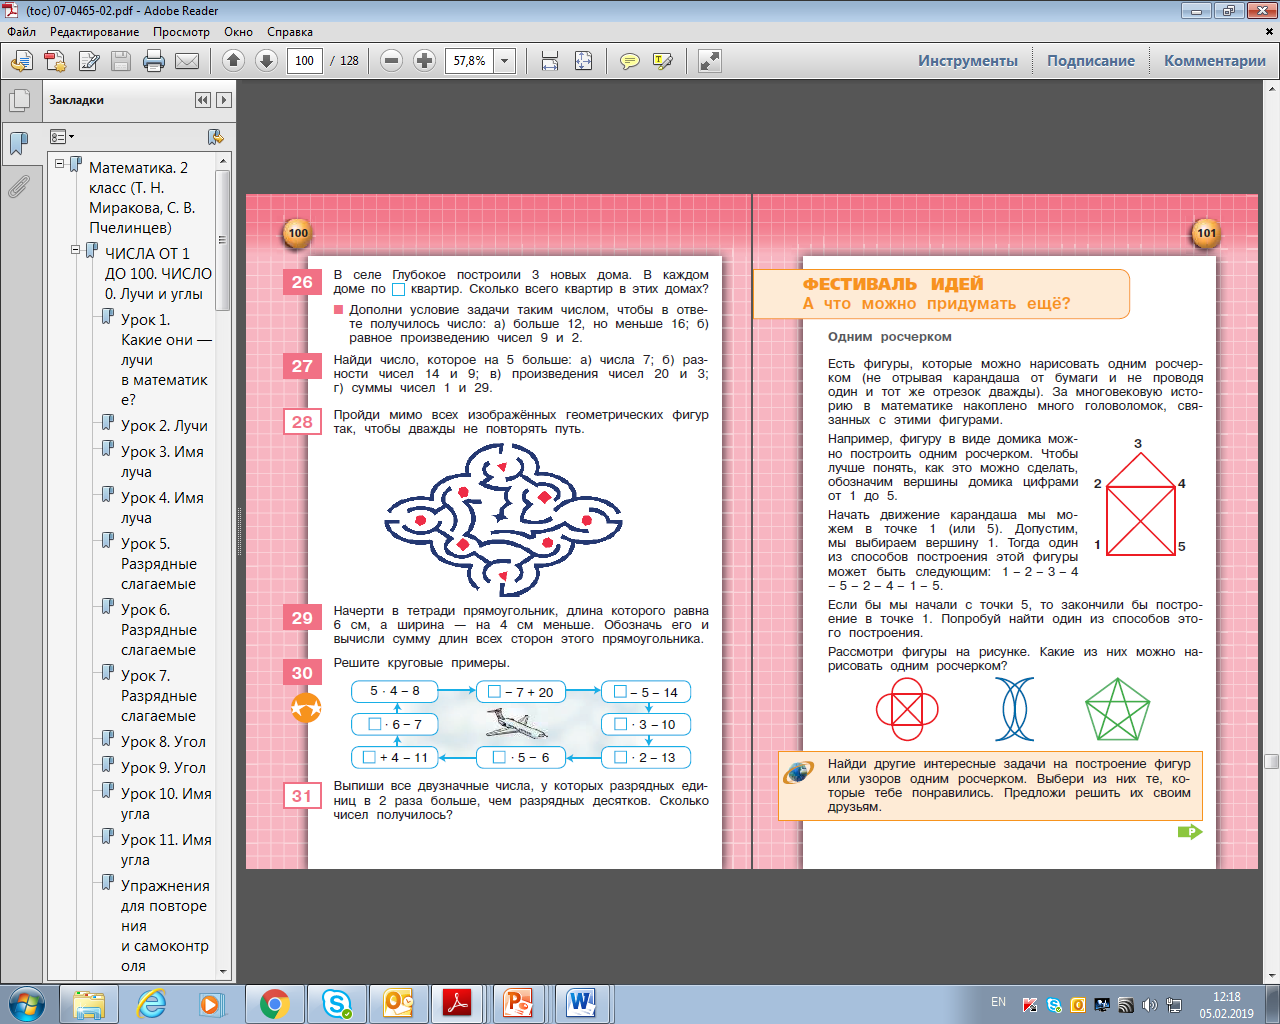 (toc) 07-0465-02.pdf - Adobe Reader
Файл Редактирование Просмотр Окно Справка
100 / 128 57,8% Инструменты Подписание Комментарии
Закладки
Математика. 2
класс (Т. Н.
Миракова, С. В.
Пчелинцев)
ЧИСЛА ОТ 1
ДО 100. ЧИСЛО
0. Лучи и углы
Урок 1.
Какие они —
лучи
в математик
е?
Урок 2. Лучи
Урок 3. Имя
луча
Урок 4. Имя
луча
Урок 5.
Разрядные
слагаемые
Урок 6.
Разрядные
слагаемые
Урок 7.
Разрядные
слагаемые
Урок 8. Угол
Урок 9. Угол
Урок 10. Имя
угла
Урок 11. Имя
угла
Упражнения
для повторе
ния
и самоконтр
оля
100
26 В селе Глубокое построили 3 новых дома. В каждом
доме по □ квартир. Сколько всего квартир в этих домах?
Дополни условие задачи таким числом, чтобы в отве-
те получилось число: а) больше 12, но меньше 16; б)
равное произведению чисел 9 и 2.
27 Найди число, которое на 5 больше: а) числа 7; б) раз-
ности чисел 14 и 9; в) произведения чисел 20 и 3;
г) суммы чисел 1 и 29.
28 Пройди мимо всех изображённых геометрических фигур
так, чтобы дважды не повторять путь.
29 Начерти в тетради прямоугольник, длина которого равна
6 см, а ширина — на 4 см меньше. Обозначь его и
вычисли сумму длин всех сторон этого прямоугольника.
30 Решите круговые примеры.
5 · 4 – 8 □ – 7 + 20 □ – 5 – 14
□ · 6 – 7 □ · 3 – 10
□ + 4 – 11 □ · 5 – 6 □ · 2 – 13
31 Выпиши все двузначные числа, у которых разрядных еди-
ниц в 2 раза больше, чем разрядных десятков. Сколько
чисел получилось?
101
ФЕСТИВАЛЬ ИДЕЙ
А что можно придумать ещё?
Одним росчерком
Есть фигуры, которые можно нарисовать одним росчер-
ком (не отрывая карандаша от бумаги и не проводя
один и тот же отрезок дважды). За многовековую исто-
рию в математике накоплено много головоломок, свя-
занных с этими фигурами.
Например, фигуру в виде домика мож-
но построить одним росчерком. Чтобы
лучше понять, как это можно сделать,
обозначим вершины домика цифрами
от 1 до 5.
Начать движение карандаша мы мо-
жем в точке 1 (или 5). Допустим,
мы выбираем вершину 1. Тогда один
из способов построения этой фигуры
может быть следующим: 1 – 2 – 3 – 4
– 5 – 2 – 4 – 1 – 5.
3
2 4
1 5
Если бы мы начали с точки 5, то закончили бы постро-
ение в точке 1. Попробуй найти один из способов это-
го построения.
Рассмотри фигуры на рисунке. Какие из них можно на-
рисовать одним росчерком?
Найди другие интересные задачи на построение фигур
или узоров одним росчерком. Выбери из них те, ко-
торые тебе понравились. Предложи решить их своим
друзьям.
Р
EN 12:18
05.02.2019